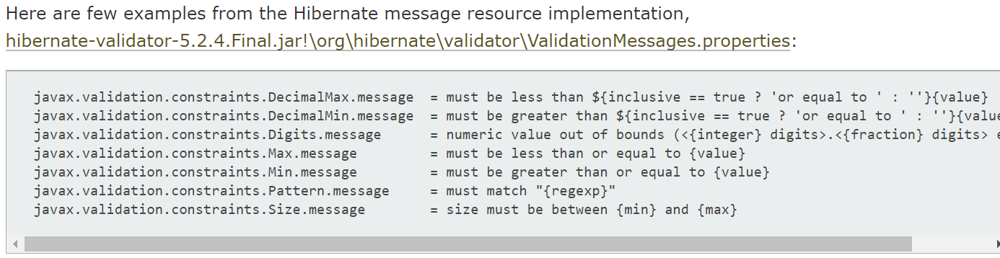 Here are few examples from the Hibernate message resource implementation,
hibernate-validator-5.2.4.Final.jar!\org\hibernate\validator\ValidationMessages.properties:
javax.validation.constraints.DecimalMax.message  = must be less than ${inclusive == true ? 'or equal to ' : ''}{value}
javax.validation.constraints.DecimalMin.message  = must be greater than ${inclusive == true ? 'or equal to ' : ''}{value
javax.validation.constraints.Digits.message      = numeric value out of bounds (<{integer} digits>.<{fraction} digits> e
javax.validation.constraints.Max.message         = must be less than or equal to {value}
javax.validation.constraints.Min.message         = must be greater than or equal to {value}
javax.validation.constraints.Pattern.message     = must match "{regexp}"
javax.validation.constraints.Size.message        = size must be between {min} and {max}